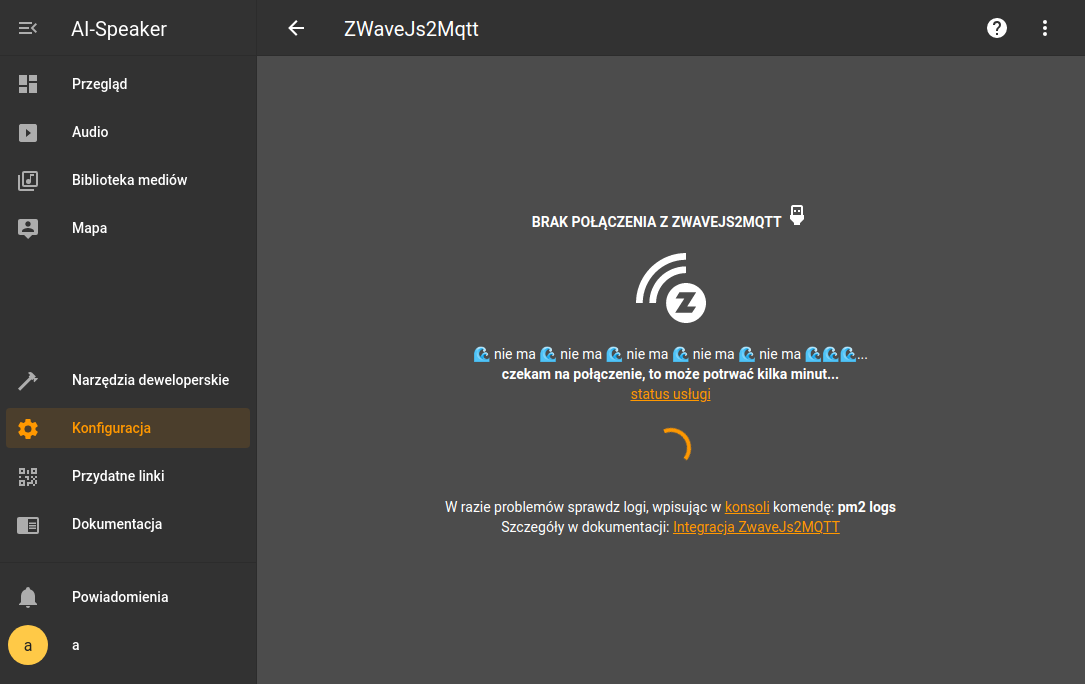 AI-Speaker
ZWaveJs2Mqtt
Przegląd
Audio
Biblioteka mediów
Mapa
Narzędzia deweloperskie
Konfiguracja
Przydatne linki
Dokumentacja
Powiadomienia
a
a
BRAK POŁĄCZENIA Z ZWAVEJS2MQTT
Z
🌊 nie ma 🌊 nie ma 🌊 nie ma 🌊 nie ma 🌊 nie ma 🌊🌊🌊...
czekam na połączenie, to może potrwać kilka minut...
status usługi
W razie problemów sprawdz logi, wpisując w konsoli komendę: pm2 logs
Szczegóły w dokumentacji: Integracja ZwaveJs2MQTT